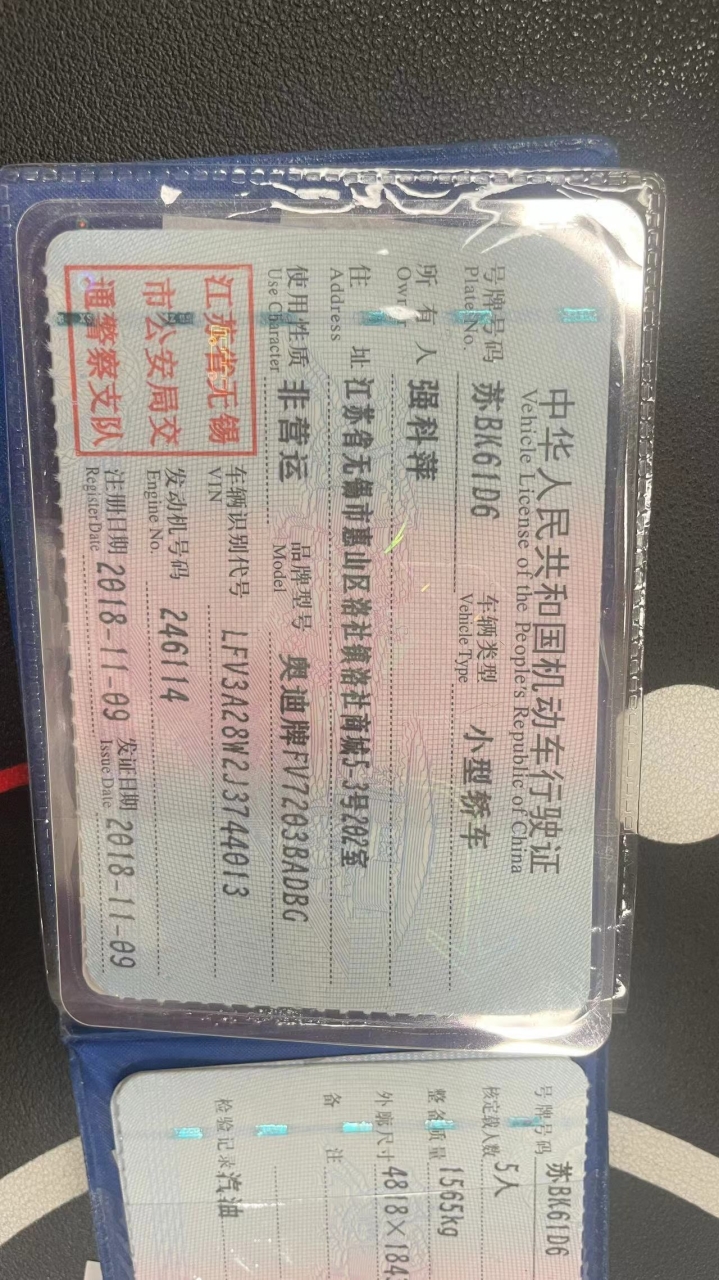 中华人民共和国机动车行驶证
Vehicle License of the People's Republic of China
号牌号码 苏BK61D6 车辆类型 小型轿车
Plate No. Vehicle Type
所有人 强科萍
Owner
住址 江苏省无锡市惠山区洛社镇洛社商城5-3号202室
Address
使用性质 非营运 品牌型号 奥迪牌FV7203BADBG
Use Character Model
江苏省无锡
市公安局交
通警察支队
车辆识别代号 LFV3A28W2J3744013
VIN
发动机号码 246114
Engine No.
注册日期 2018-11-09 发证日期 2018-11-09
Register Date Issue Date
号牌号码 苏BK61D6
核定载人数 5人
整备质量 1565kg
外廓尺寸 4818×184
备注
检验记录 汽油